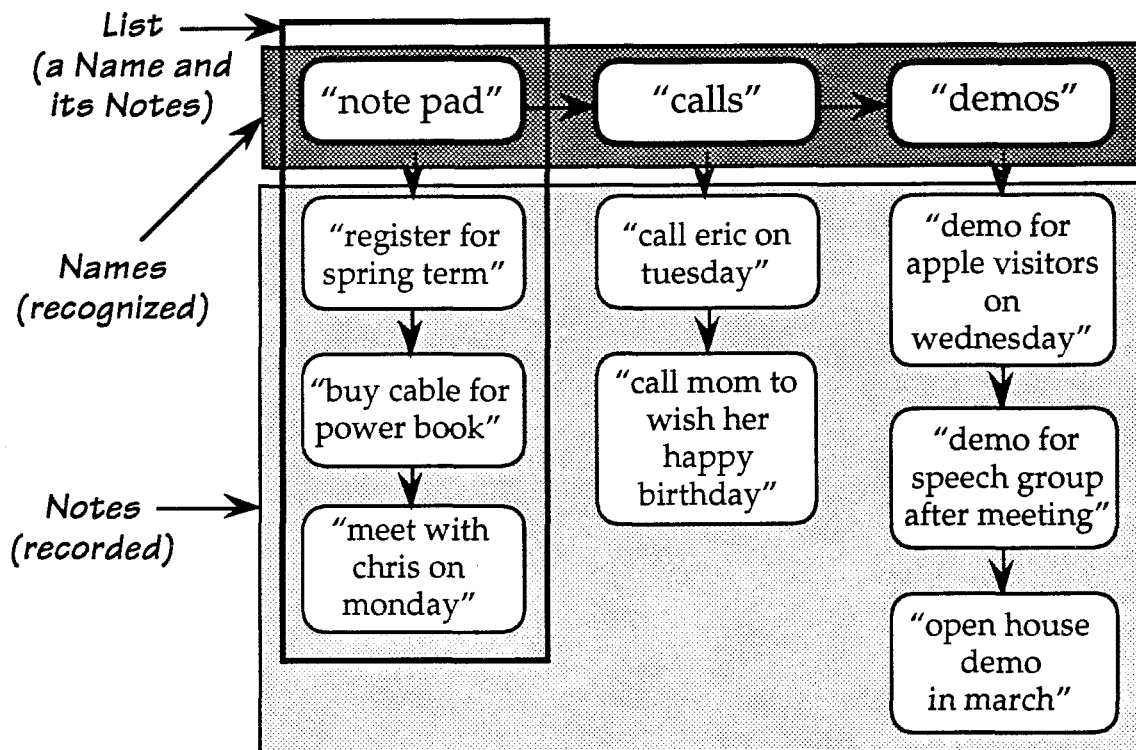 List
(a Name and
its Notes)
"note pad"
"calls"
"demos"
Names
(recognized)
Notes
(recorded)
"register for
spring term"
"buy cable for
power book"
"meet with
chris on
monday"
"call eric on
tuesday"
"call mom to
wish her
happy
birthday"
"demo for
apple visitors
on
wednesday"
"demo for
speech group
after meeting"
"open house
demo
in march"